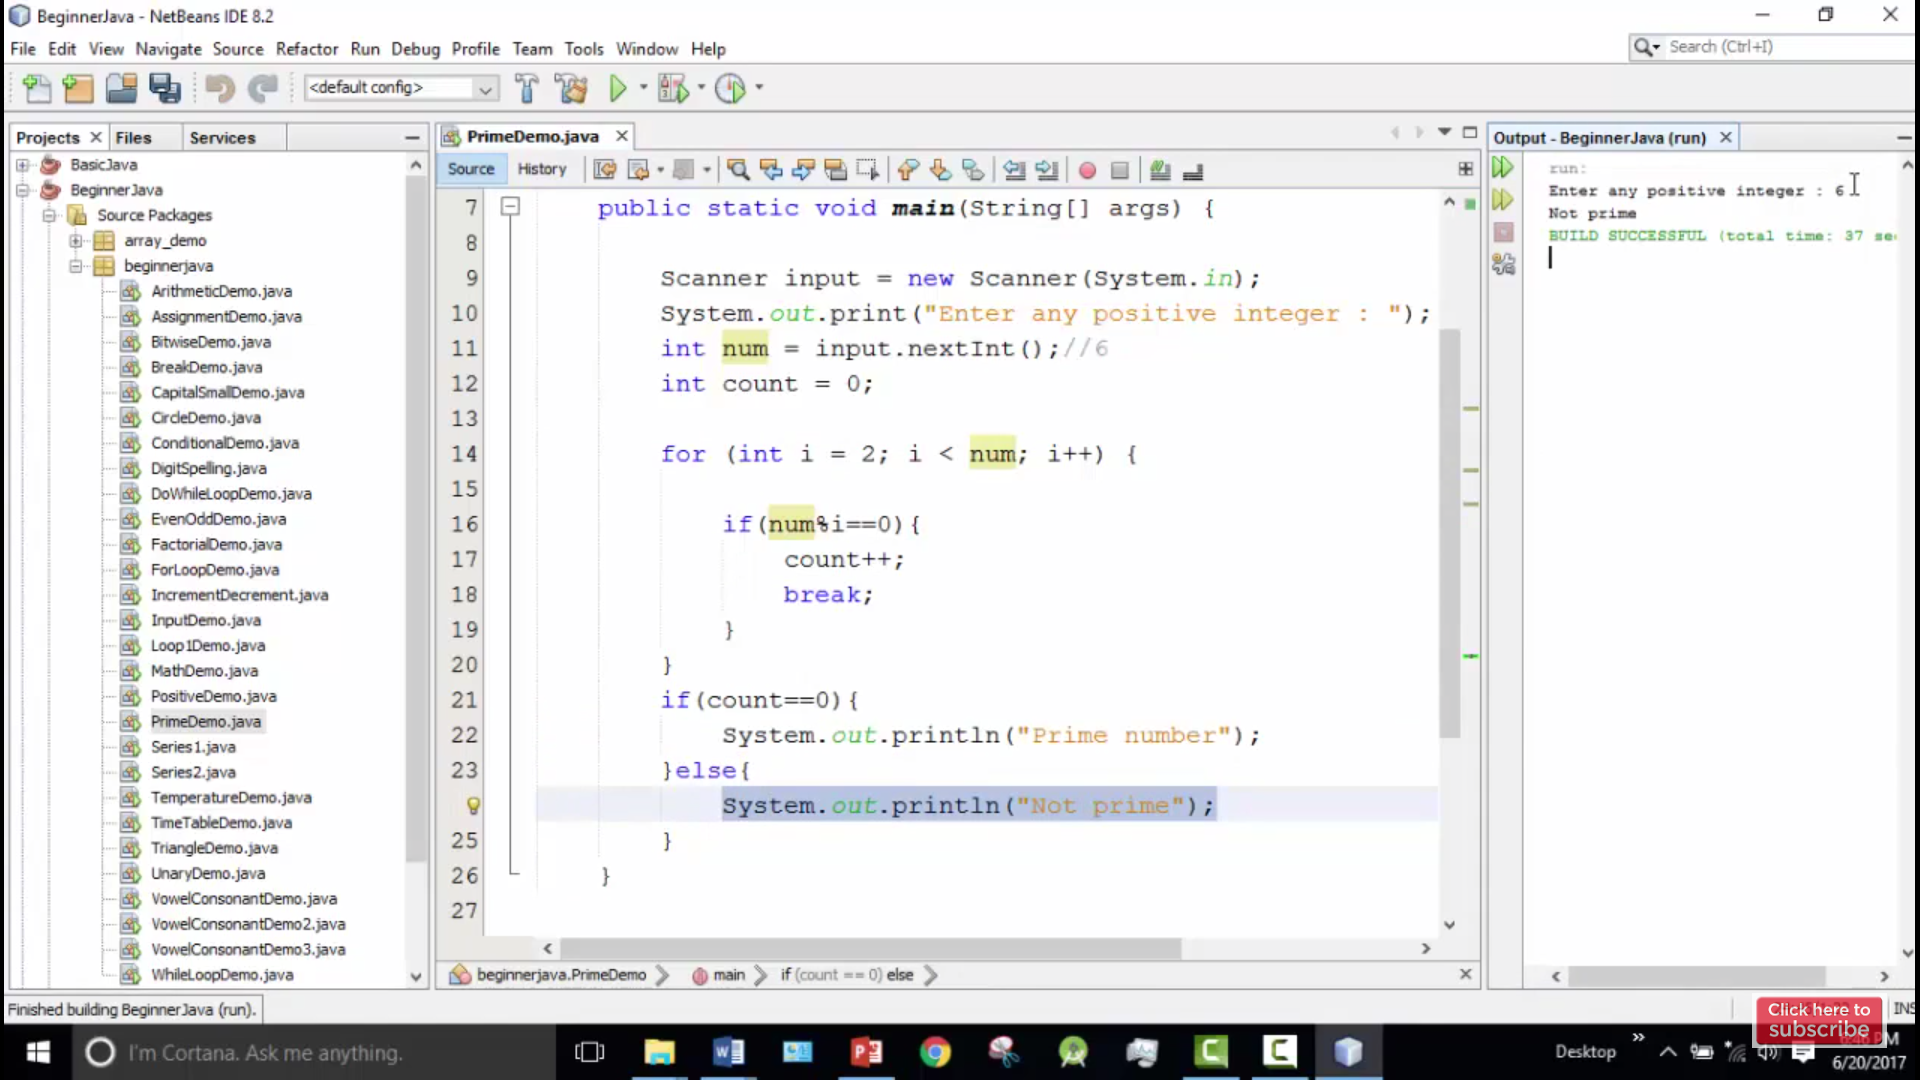 BeginnerJava - NetBeans IDE 8.2
File Edit View Navigate Source Refactor Run Debug Profile Team Tools Window Help
Search (Ctrl+I)
<default config>
Projects
Files
Services
BasicJava
BeginnerJava
Source Packages
array_demo
beginnerjava
ArithmeticDemo.java
AssignmentDemo.java
BitwiseDemo.java
BreakDemo.java
CapitalSmallDemo.java
CircleDemo.java
ConditionalDemo.java
DigitSpelling.java
DoWhileLoopDemo.java
EvenOddDemo.java
FactorialDemo.java
ForLoopDemo.java
IncrementDecrement.java
InputDemo.java
Loop1Demo.java
MathDemo.java
PositiveDemo.java
PrimeDemo.java
Series1.java
Series2.java
TemperatureDemo.java
TimeTableDemo.java
TriangleDemo.java
UnaryDemo.java
VowelConsonantDemo.java
VowelConsonantDemo2.java
VowelConsonantDemo3.java
WhileLoopDemo.java
PrimeDemo.java
Source History
7 public static void main(String[] args) {
8
9 Scanner input = new Scanner(System.in);
10 System.out.print("Enter any positive integer : ");
11 int num = input.nextInt();//6
12 int count = 0;
13
14 for (int i = 2; i < num; i++) {
15
16 if(num%i==0){
17 count++;
18 break;
19 }
20 }
21 if(count==0){
22 System.out.println("Prime number");
23 }else{
System.out.println("Not prime");
25 }
26 }
27
beginnerjava.PrimeDemo main if (count == 0) else
Output - BeginnerJava (run)
run:
Enter any positive integer : 6
Not prime
BUILD SUCCESSFUL (total time: 37 se
Finished building BeginnerJava (run).
INS
Click here to
subscribe
I'm Cortana. Ask me anything.
Desktop
6/20/2017